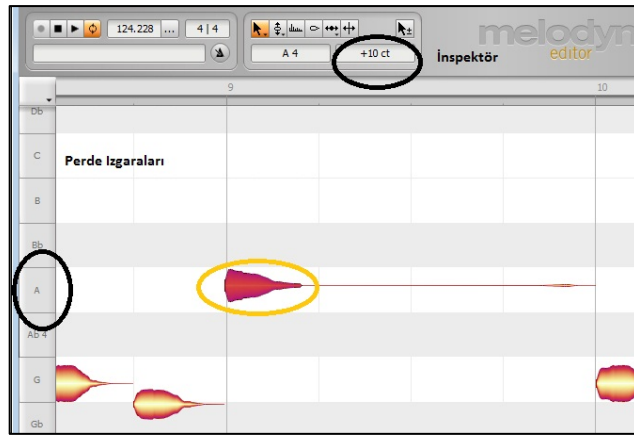 124.228 ... 4 | 4
A 4 +10 ct İnspektör
melodyn
editor
9 10
Db
C Perde Izgaraları
B
Bb
A
Ab 4
G
Gb